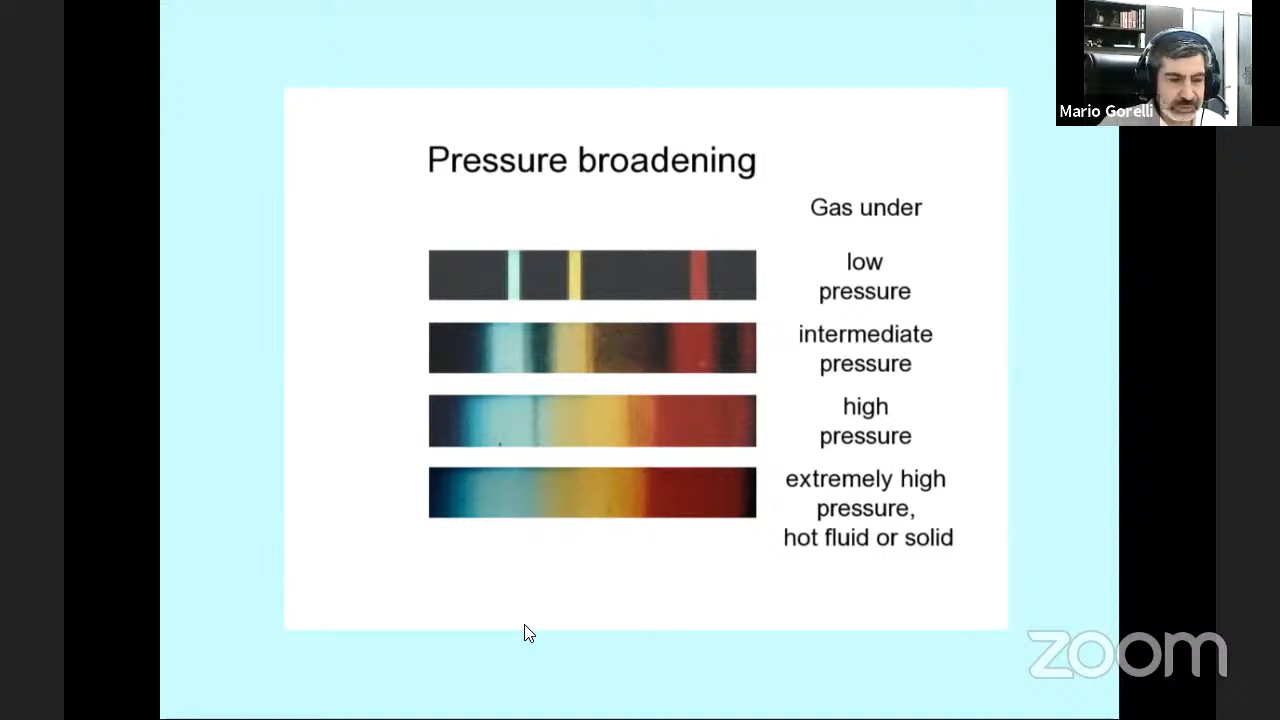 Mario Gorelli
Pressure broadening
Gas under
low
pressure
intermediate
pressure
high
pressure
extremely high
pressure,
hot fluid or solid
zoom